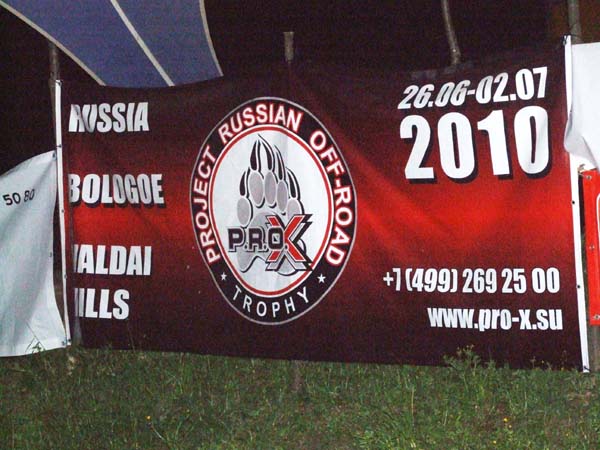 RUSSIA
BOLOGOE
VALDAI
HILLS
PROJECT RUSSIAN OFF-ROAD
P.R.O.X
TROPHY
26.06-02.07
2010
+7 (499) 269 25 00
www.pro-x.su
50 80